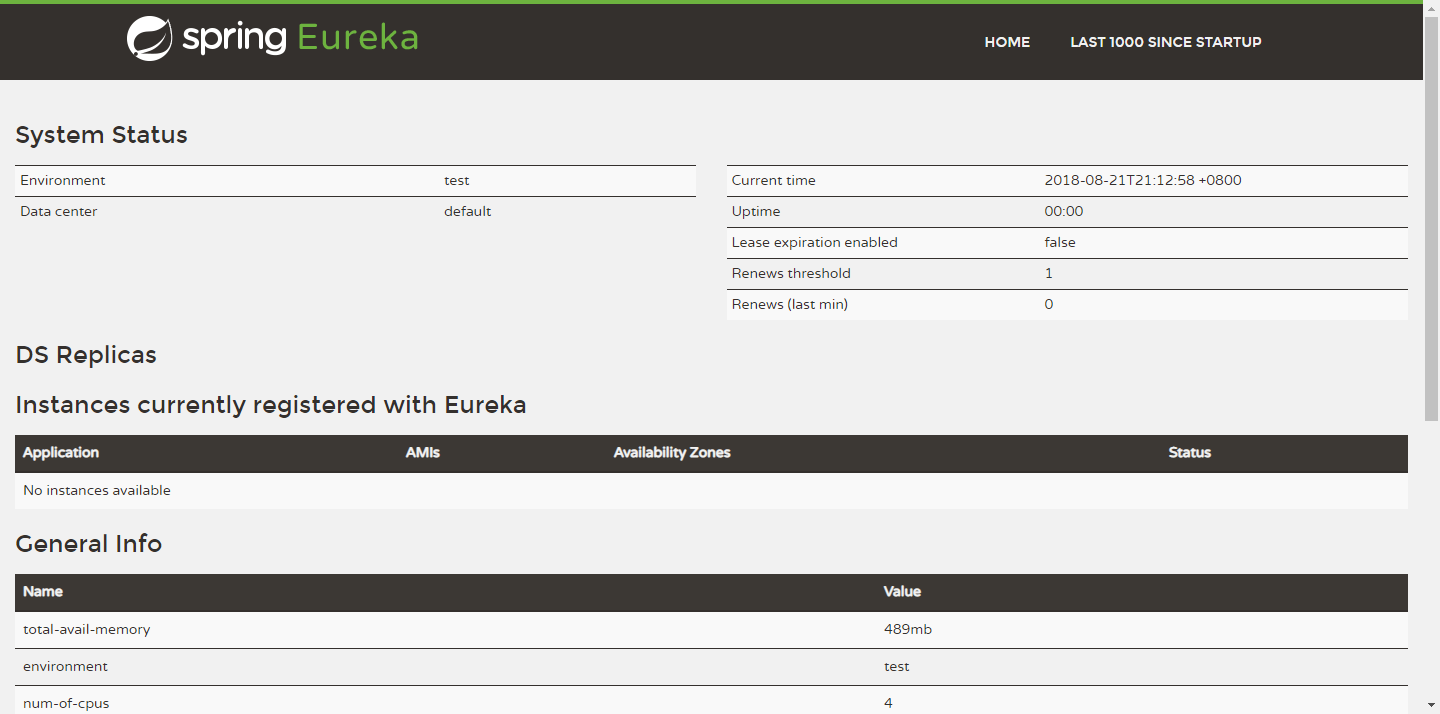 spring Eureka
HOME LAST 1000 SINCE STARTUP
System Status
Environment test
Data center default
Current time 2018-08-21T21:12:58 +0800
Uptime 00:00
Lease expiration enabled false
Renews threshold 1
Renews (last min) 0
DS Replicas
Instances currently registered with Eureka
Application AMIs Availability Zones Status
No instances available
General Info
Name Value
total-avail-memory 489mb
environment test
num-of-cpus 4